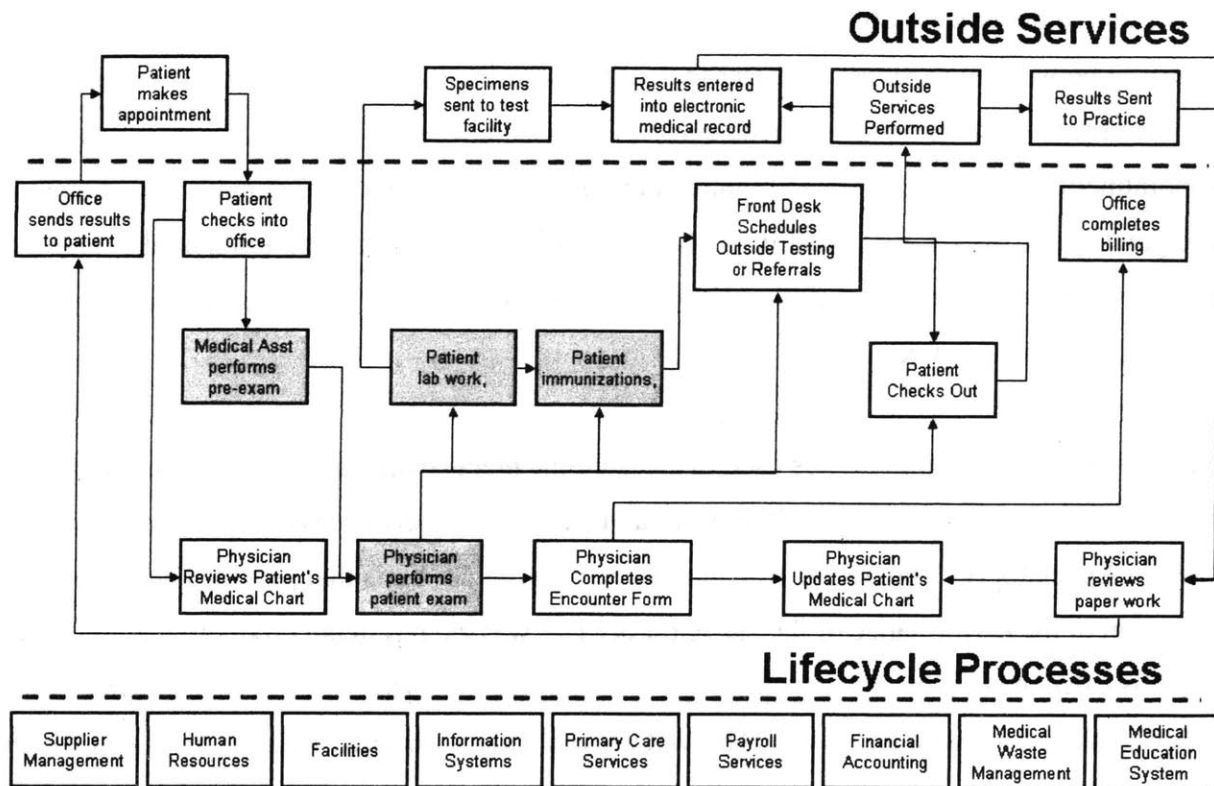 Outside Services
Patient
makes
appointment
Specimens
sent to test
facility
Results entered
into electronic
medical record
Outside
Services
Performed
Results Sent
to Practice
Office
sends results
to patient
Patient
checks into
office
Front Desk
Schedules
Outside Testing
or Referrals
Office
completes
billing
Medical Asst
performs
pre-exam
Patient
lab work,
Patient
immunizations,
Patient
Checks Out
Physician
Reviews Patient's
Medical Chart
Physician
performs
patient exam
Physician
Completes
Encounter Form
Physician
Updates Patient's
Medical Chart
Physician
reviews
paper work
Lifecycle Processes
Supplier
Management
Human
Resources
Facilities
Information
Systems
Primary Care
Services
Payroll
Services
Financial
Accounting
Medical
Waste
Management
Medical
Education
System